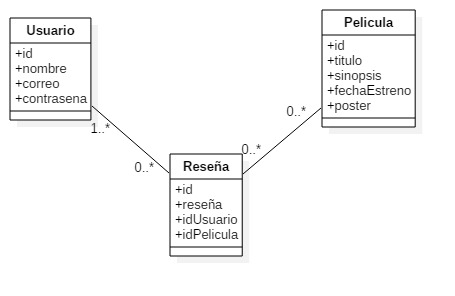 Usuario
+id
+nombre
+correo
+contrasena
1..*
0..*
Reseña
+id
+reseña
+idUsuario
+idPelicula
0..*
0..*
Pelicula
+id
+titulo
+sinopsis
+fechaEstreno
+poster